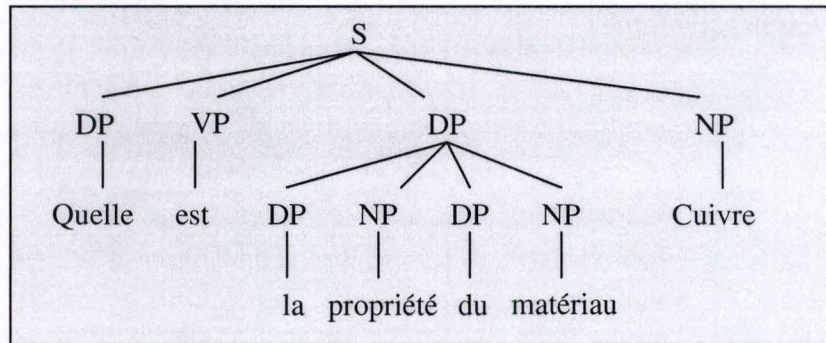 S
DP VP DP NP
Quelle est DP NP DP NP Cuivre
la propriété du matériau